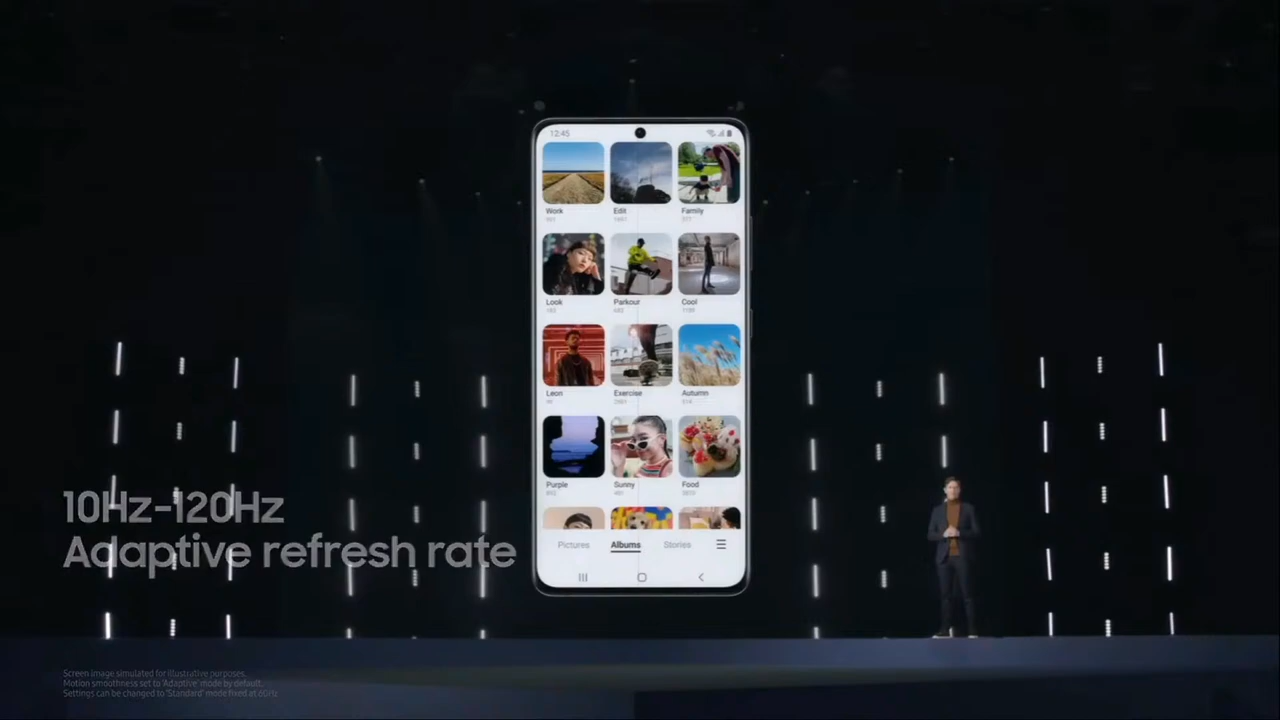 12:45
Work
Edit
Family
Look
Parkour
Cool
Leon
Exercise
Autumn
Purple
Sunny
Food
Pictures
Albums
Stories
10Hz-120Hz
Adaptive refresh rate
Screen image simulated for illustrative purposes.
Motion smoothness set to 'Adaptive' mode by default.
Settings can be changed to 'Standard' mode fixed at 60Hz